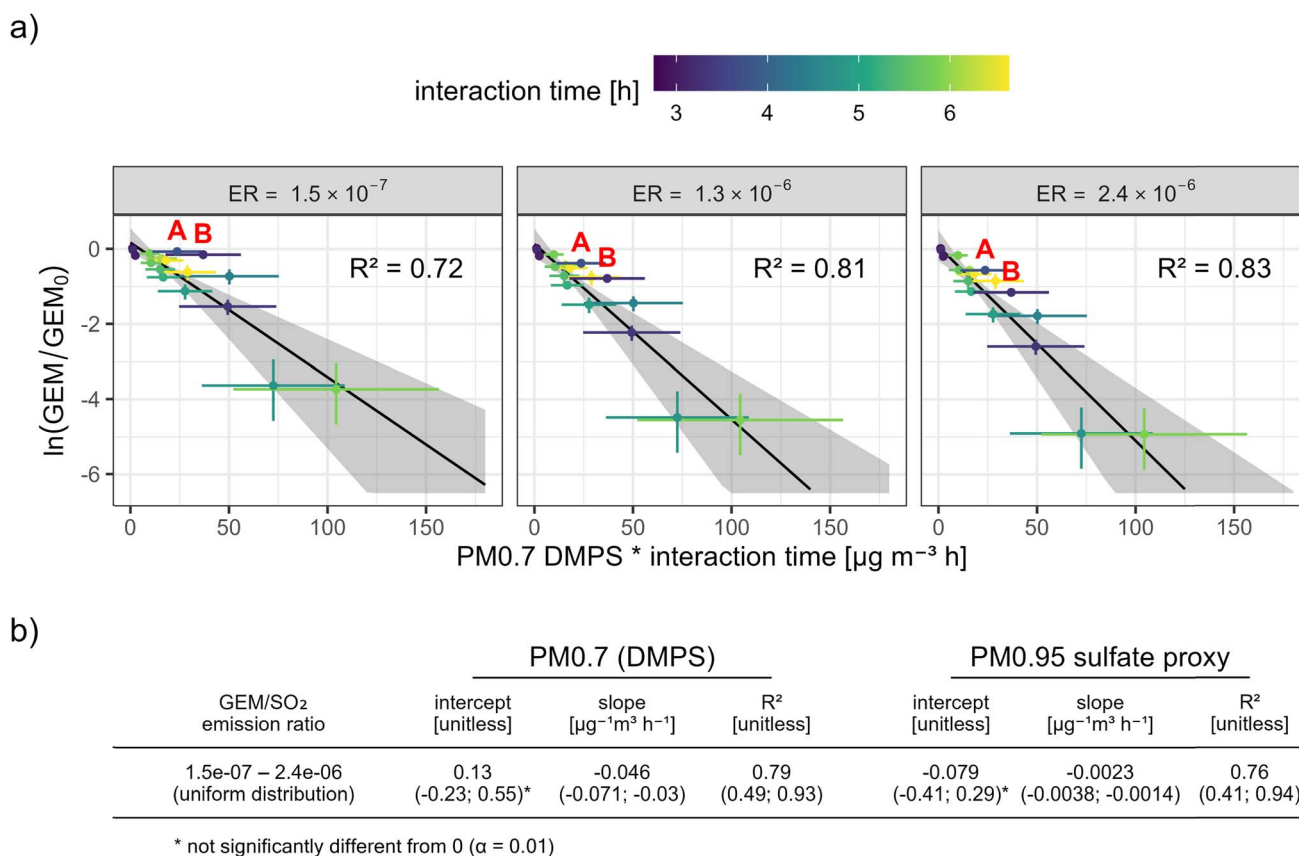 a)
interaction time [h]
3 4 5 6
ER = 1.5 × 10⁻⁷ ER = 1.3 × 10⁻⁶ ER = 2.4 × 10⁻⁶
A B A B A B
R² = 0.72 R² = 0.81 R² = 0.83
ln(GEM/GEM₀)
0
-2
-4
-6
0 50 100 150 0 50 100 150 0 50 100 150
PM0.7 DMPS * interaction time [µg m⁻³ h]
b)
PM0.7 (DMPS) PM0.95 sulfate proxy
GEM/SO₂ intercept slope R² intercept slope R²
emission ratio [unitless] [µg⁻¹m³ h⁻¹] [unitless] [unitless] [µg⁻¹m³ h⁻¹] [unitless]
1.5e-07 – 2.4e-06 0.13 -0.046 0.79 -0.079 -0.0023 0.76
(uniform distribution) (-0.23; 0.55)* (-0.071; -0.03) (0.49; 0.93) (-0.41; 0.29)* (-0.0038; -0.0014) (0.41; 0.94)
* not significantly different from 0 (α = 0.01)